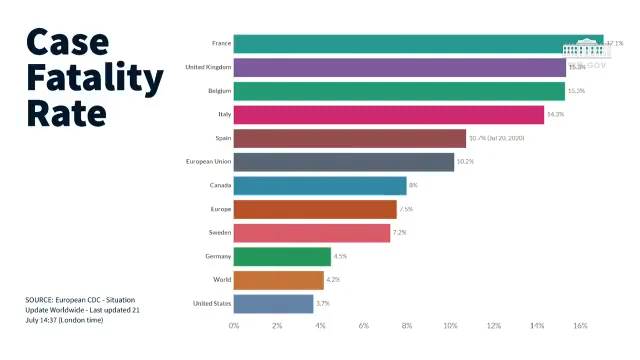 Case
Fatality
Rate
France 17.1%
United Kingdom
.GOV
Belgium 15.3%
Italy 14.3%
Spain 10.7% (Jul 20, 2020)
European Union 10.2%
Canada 8%
Europe 7.5%
Sweden 7.2%
Germany 4.5%
World 4.2%
United States 3.7%
0% 2% 4% 6% 8% 10% 12% 14% 16%
SOURCE: European CDC - Situation
Update Worldwide - Last updated 21
July 14:37 (London time)